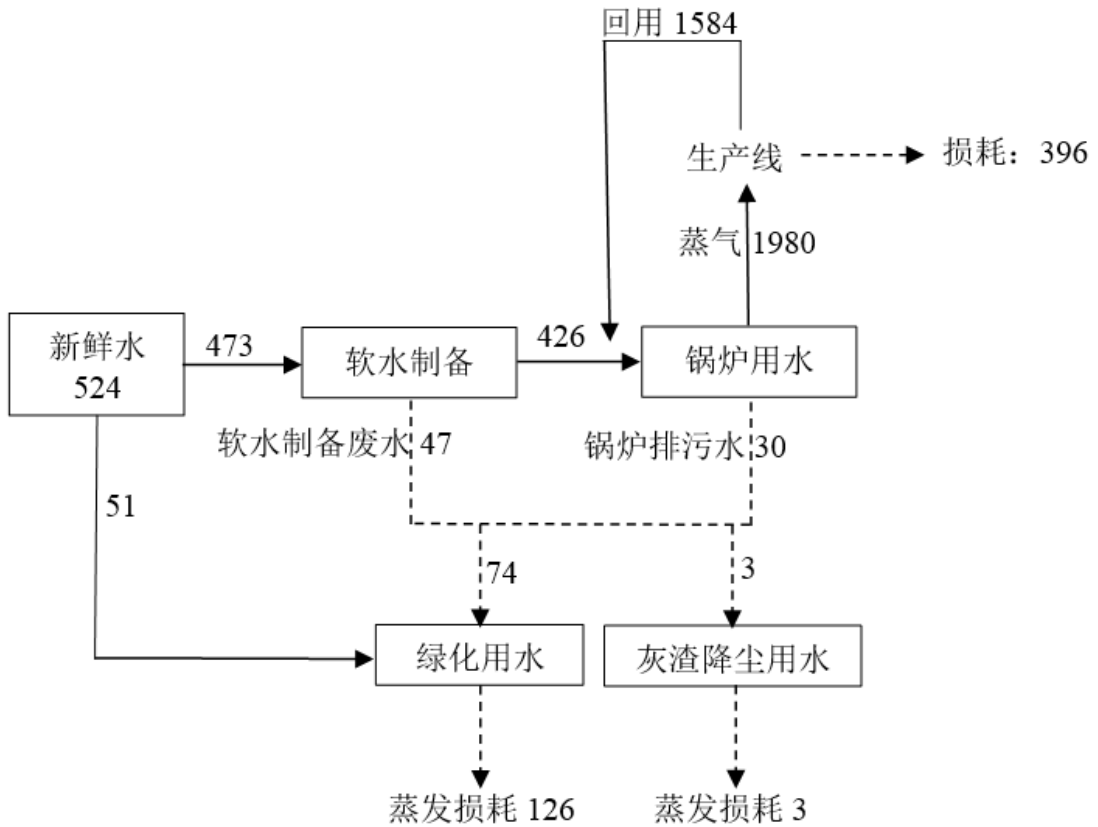 回用 1584
生产线
损耗：396
蒸气 1980
新鲜水
524
473
软水制备
426
锅炉用水
软水制备废水 47
锅炉排污水 30
51
74
3
绿化用水
灰渣降尘用水
蒸发损耗 126
蒸发损耗 3